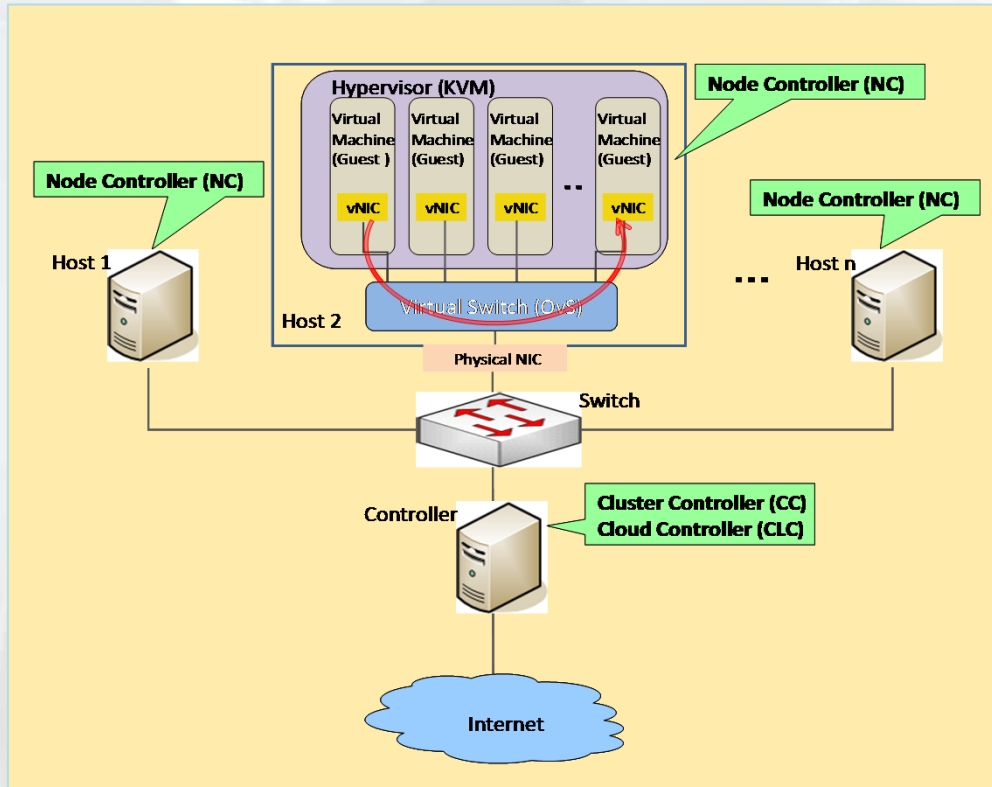 Hypervisor (KVM)
Virtual
Machine
(Guest )
Virtual
Machine
(Guest)
Virtual
Machine
(Guest)
Virtual
Machine
(Guest)
..
vNIC
vNIC
vNIC
vNIC
Node Controller (NC)
Node Controller (NC)
Node Controller (NC)
Host 1
...
Host n
Virtual Switch (OvS)
Host 2
Physical NIC
Switch
Controller
Cluster Controller (CC)
Cloud Controller (CLC)
Internet